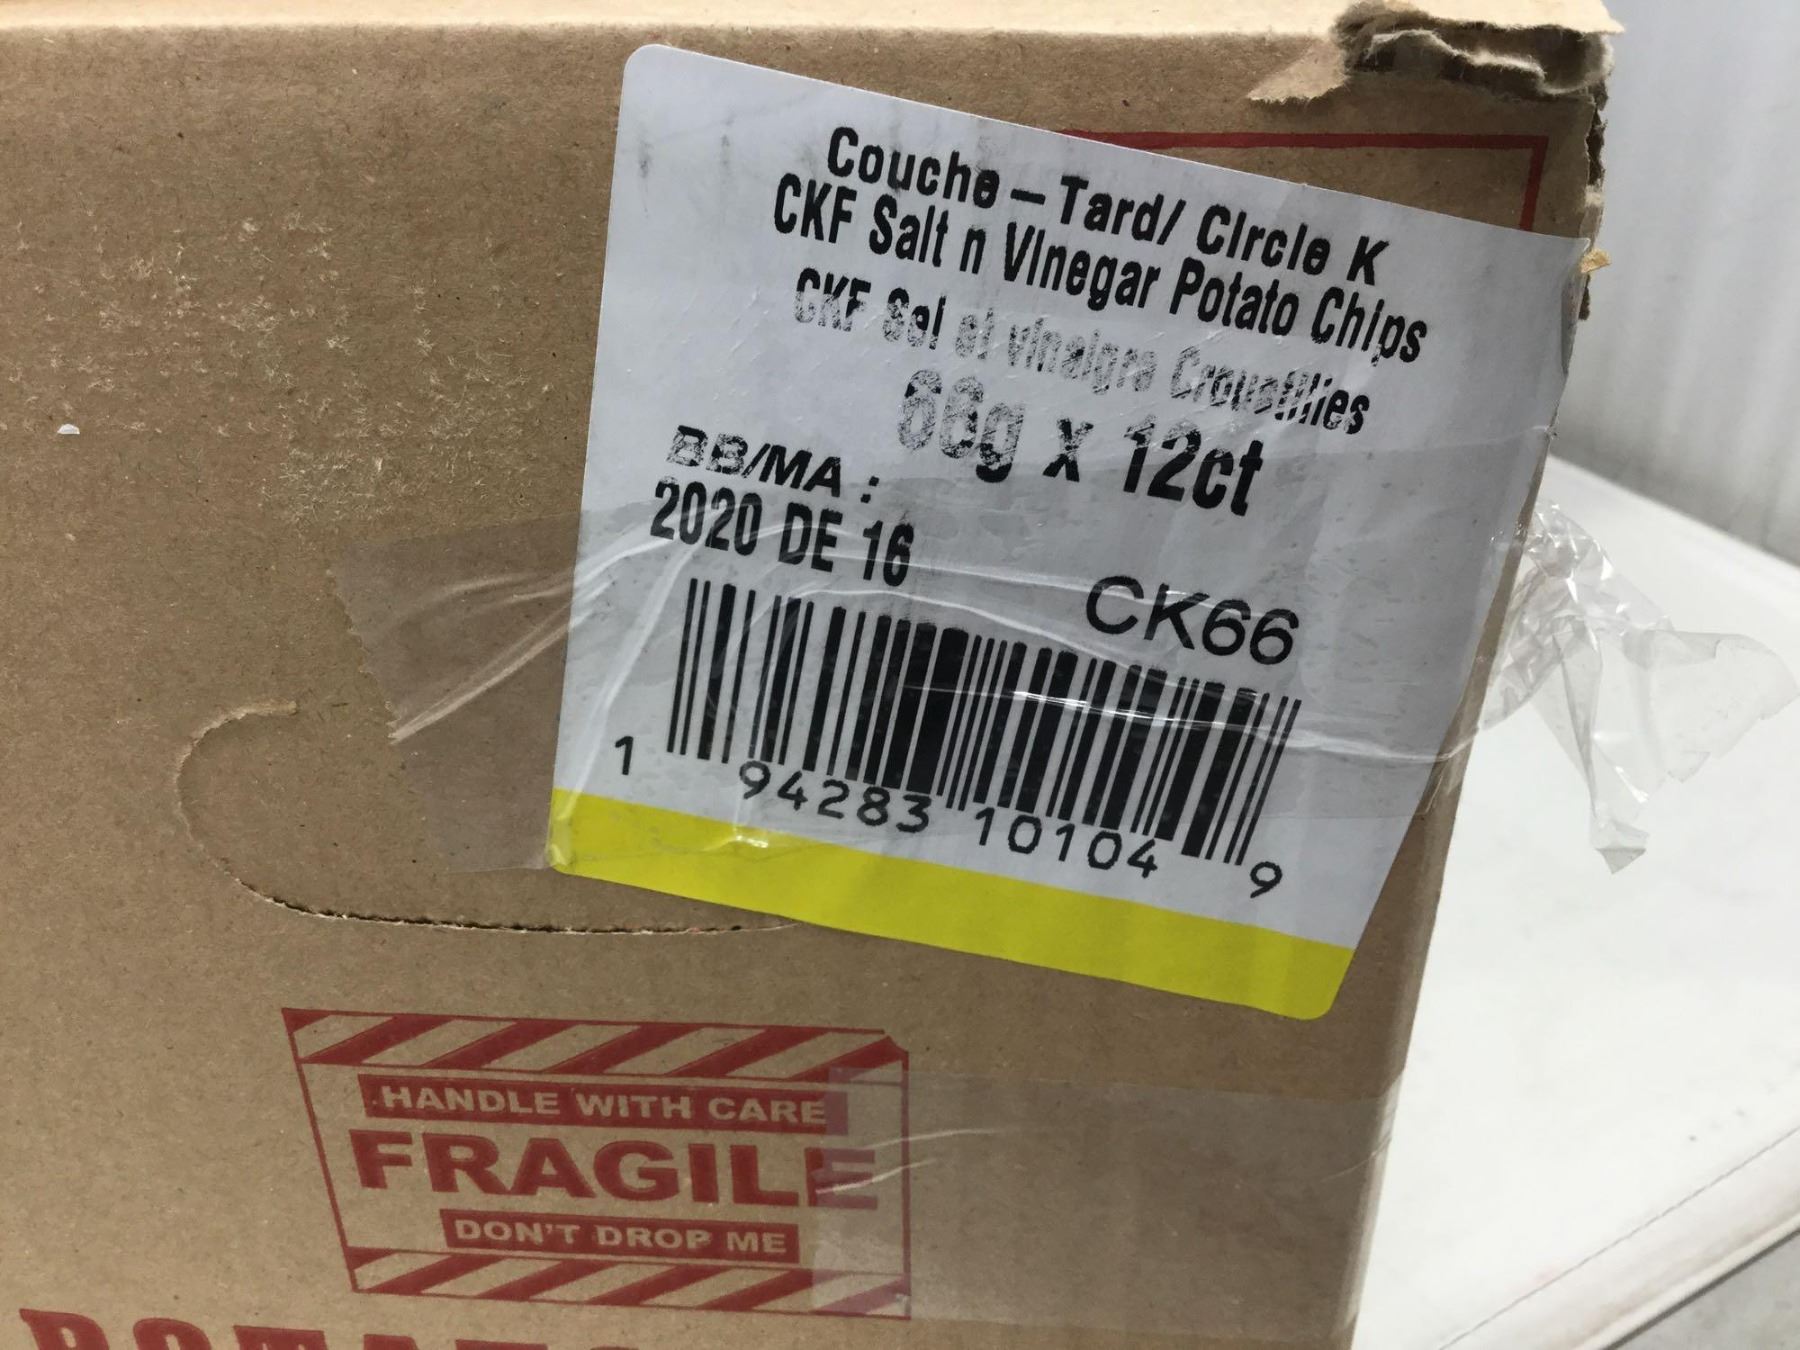 Couche-Tard/ Circle K
CKF Salt n Vinegar Potato Chips
CKF Sel et vinaigre Croustilles
66g x 12ct
BB/MA :
2020 DE 16
CK66
1 94283 10104 9
HANDLE WITH CARE
FRAGILE
DON'T DROP ME